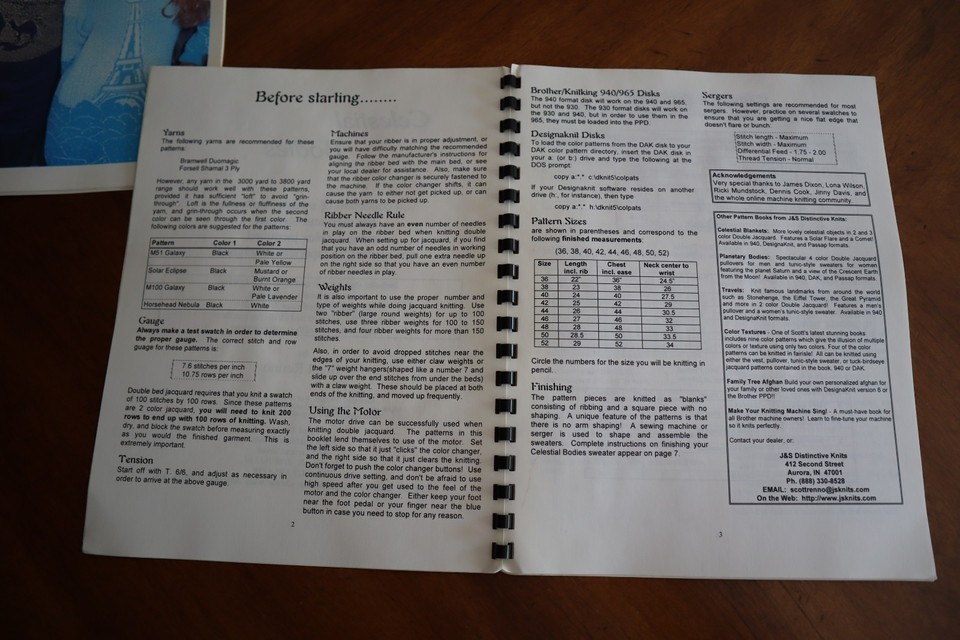 Before starting........
Yarns
The following yarns are recommended for these
patterns:
Bramwell Duomagic
Forsell Shamal 3 Ply
However, any yarn in the 3000 yard to 3800 yard
range should work well with these patterns,
provided it has sufficient "loft" to avoid "grin-
through". Loft is the fullness or fluffiness of the
yarn, and grin-through occurs when the second
color can be seen through the first color. The
following colors are suggested for the patterns:
Pattern Color 1 Color 2
M51 Galaxy Black White or
Pale Yellow
Solar Eclipse Black Mustard or
Burnt Orange
M100 Galaxy Black White or
Pale Lavender
Horsehead Nebula Black White
Gauge
Always make a test swatch in order to determine
the proper gauge. The correct stitch and row
guage for these patterns is:
7.6 stitches per inch
10.75 rows per inch
Double bed jacquard requires that you knit a swatch
of 100 stitches by 100 rows. Since these patterns
are 2 color jacquard, you will need to knit 200
rows to end up with 100 rows of knitting. Wash,
dry, and block the swatch before measuring exactly
as you would the finished garment. This is
extremely important.
Tension
Start off with T. 6/6, and adjust as necessary in
order to arrive at the above gauge.
Machines
Ensure that your ribber is in proper adjustment, or
you will have difficulty matching the recommended
gauge. Follow the manufacturer's instructions for
aligning the ribber with the main bed, or see
your local dealer for assistance. Also, make sure
that the ribber color changer is securely fastened to
the machine. If the color changer shifts, it can
cause the yarn to either not get picked up, or can
cause both yarns to be picked up.
Ribber Needle Rule
You must always have an even number of needles
in play on the ribber bed when knitting double
jacquard. When setting up for jacquard, if you find
that you have an odd number of needles in working
position on the ribber bed, pull one extra needle up
on the right side so that you have an even number
of ribber needles in play.
Weights
It is also important to use the proper number and
type of weights while doing jacquard knitting. Use
two "ribber" (large round weights) for up to 100
stitches, use three ribber weights for 100 to 150
stitches, and four ribber weights for more than 150
stitches.
Also, in order to avoid dropped stitches near the
edges of your knitting, use either claw weights or
the "7" weight hangers(shaped like a number 7 and
slide up over the end stitches from under the beds)
with a claw weight. These should be placed at both
ends of the knitting, and moved up frequently.
Using the Motor
The motor drive can be successfully used when
knitting double jacquard. The patterns in this
booklet lend themselves to use of the motor. Set
the left side so that it just "clicks" the color changer,
and the right side so that it just clears the knitting.
Don't forget to push the color changer buttons! Use
continuous drive setting, and don't be afraid to use
high speed after you get used to the feel of the
motor and the color changer. Either keep your foot
near the foot pedal or your finger near the blue
button in case you need to stop for any reason.
2
Brother/Knitking 940/965 Disks
The 940 format disk will work on the 940 and 965,
but not the 930. The 930 format disks will work on
the 930 and 940, but in order to use them in the
965, they must be loaded into the PPD.
Designaknit Disks
To load the color patterns from the DAK disk to your
DAK color pattern directory, insert the DAK disk in
your a: (or b:) drive and type the following at the
DOS prompt:
copy a:*.* c:\dknit5\colpats
If your Designaknit software resides on another
drive (h:, for instance), then type:
copy a:*.* h:\dknit5\colpats
Pattern Sizes
are shown in parentheses and correspond to the
following finished measurements:
(36, 38, 40, 42, 44, 46, 48, 50, 52)
Size Length incl. rib Chest incl. ease Neck center to wrist
36 22" 36" 24.5"
38 23 38 26
40 24 40 27.5
42 25 42 29
44 26 44 30.5
46 27 46 32
48 28 48 33
50 28.5 50 33.5
52 29 52 34
Circle the numbers for the size you will be knitting in
pencil.
Finishing
The pattern pieces are knitted as "blanks"
consisting of ribbing and a square piece with no
shaping. A unique feature of the patterns is that
there is no arm shaping! A sewing machine or
serger is used to shape and assemble the
sweaters. Complete instructions on finishing your
Celestial Bodies sweater appear on page 7.
Sergers
The following settings are recommended for most
sergers. However, practice on several swatches to
ensure that you are getting a nice flat edge that
doesn't flare or bunch:
Stitch length - Maximum
Stitch width - Maximum
Differential Feed - 1.75 - 2.00
Thread Tension - Normal
Acknowledgements
Very special thanks to James Dixon, Lona Wilson,
Ricki Mundstock, Dennis Cook, Jinny Davis, and
the whole online machine knitting community.
Other Pattern Books from J&S Distinctive Knits:
Celestial Blankets: More lovely celestial objects in 2 and 3
color Double Jacquard. Features a Solar Flare and a Comet!
Available in 940, DesignaKnit, and Passap formats.
Planetary Bodies: Spectacular 4 color Double Jacquard
pullovers for men and tunic-style sweaters for woman
featuring the planet Saturn and a view of the Crescent Earth
from the Moon! Available in 940, DAK, and Passap formats.
Travels: Knit famous landmarks from around the world
such as Stonehenge, the Eiffel Tower, the Great Pyramid
and more in 2 color Double Jacquard! Features a men's
pullover and a women's tunic-style sweater. Available in 940
and DesignaKnit formats.
Color Textures - One of Scott's latest stunning books
includes nine color patterns which give the illusion of multiple
colors or texture using only two colors. Four of the color
patterns can be knitted in fairisle! All can be knitted using
either the vest, pullover, tunic-style sweater, or tuck-birdseye
jacquard patterns contained in the book. 940 or DAK.
Family Tree Afghan Build your own personalized afghan for
your family or other loved ones with DesignaKnit version 6 or
the Brother PPD!!
Make Your Knitting Machine Sing! - A must-have book for
all Brother machine owners! Learn to fine-tune your machine
so it knits perfectly.
Contact your dealer, or:
J&S Distinctive Knits
412 Second Street
Aurora, IN 47001
Ph. (888) 330-8528
EMAIL: scottrenno@jsknits.com
On the Web: http://www.jsknits.com
3